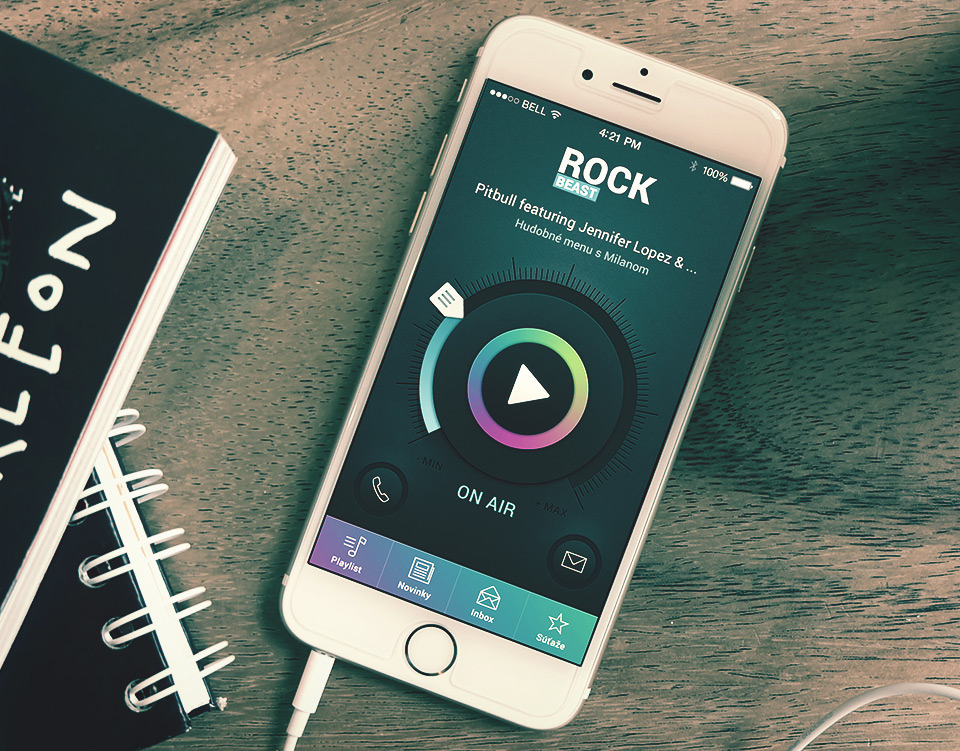 BELL
4:21 PM
100%
ROCK
BEAST
Pitbull featuring Jennifer Lopez & ...
Hudobné menu s Milanom
MIN
MAX
ON AIR
Playlist
Novinky
Inbox
Súťaže